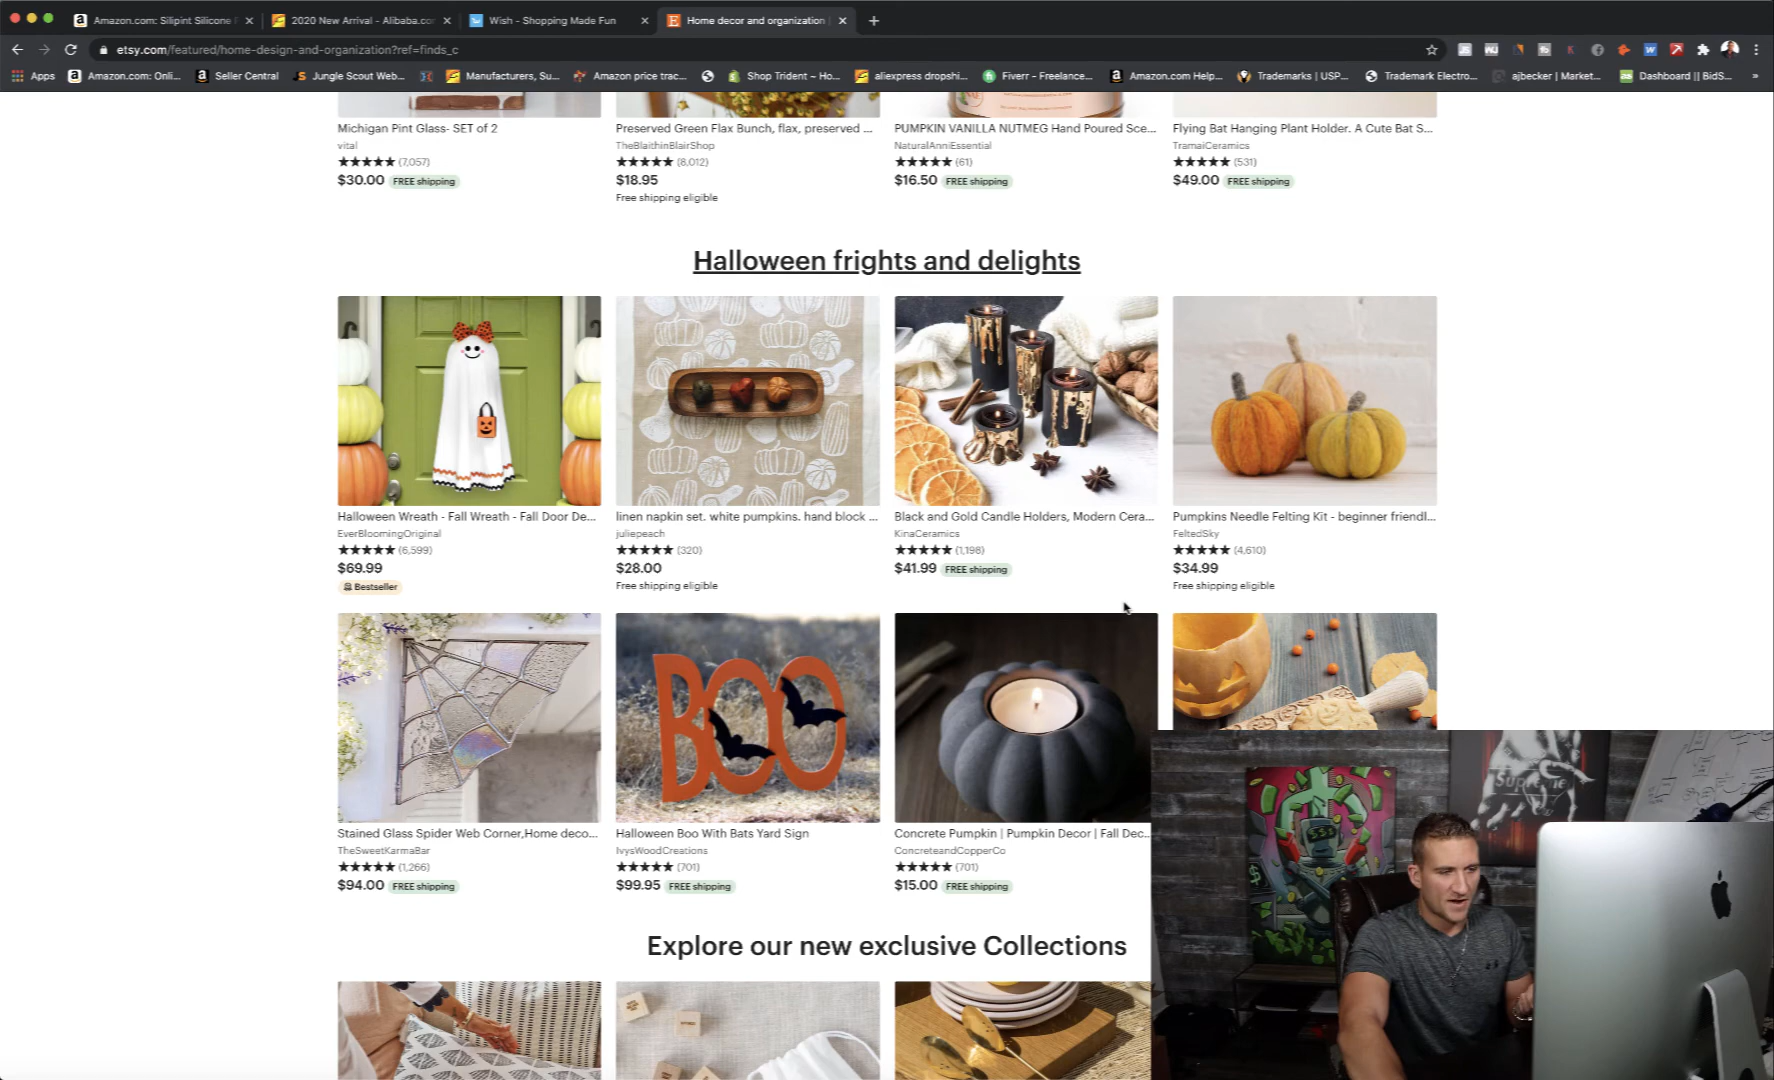 Amazon.com: Silipint Silicone
2020 New Arrival - Alibaba.co
Wish - Shopping Made Fun
Home decor and organization
etsy.com/featured/home-design-and-organization?ref=finds_c
Apps
Amazon.com: Onli...
Seller Central
Jungle Scout Web...
Manufacturers, Su...
Amazon price trac...
Shop Trident ~ Ho...
aliexpress dropshi...
Fiverr - Freelance...
Amazon.com Help...
Trademarks | USP...
Trademark Electro...
ajbecker | Market...
Dashboard || BidS...
»
Michigan Pint Glass- SET of 2
vital
(7,057)
$30.00 FREE shipping
Preserved Green Flax Bunch, flax, preserved ...
TheBlaithinBlairShop
(8,012)
$18.95
Free shipping eligible
PUMPKIN VANILLA NUTMEG Hand Poured Sce...
NaturalAnniEssential
(61)
$16.50 FREE shipping
Flying Bat Hanging Plant Holder. A Cute Bat S...
TramaiCeramics
(531)
$49.00 FREE shipping
Halloween frights and delights
Halloween Wreath - Fall Wreath - Fall Door De...
EverBloomingOriginal
(6,599)
$69.99
Bestseller
linen napkin set. white pumpkins. hand block ...
juliepeach
(320)
$28.00
Free shipping eligible
Black and Gold Candle Holders, Modern Cera...
KinaCeramics
(1,198)
$41.99 FREE shipping
Pumpkins Needle Felting Kit - beginner friendl...
FeltedSky
(4,610)
$34.99
Free shipping eligible
BOO
Stained Glass Spider Web Corner,Home deco...
TheSweetKarmaBar
(1,266)
$94.00 FREE shipping
Halloween Boo With Bats Yard Sign
IvysWoodCreations
(701)
$99.95 FREE shipping
Concrete Pumpkin | Pumpkin Decor | Fall Dec...
ConcreteandCopperCo
(701)
$15.00 FREE shipping
Supreme
Explore our new exclusive Collections